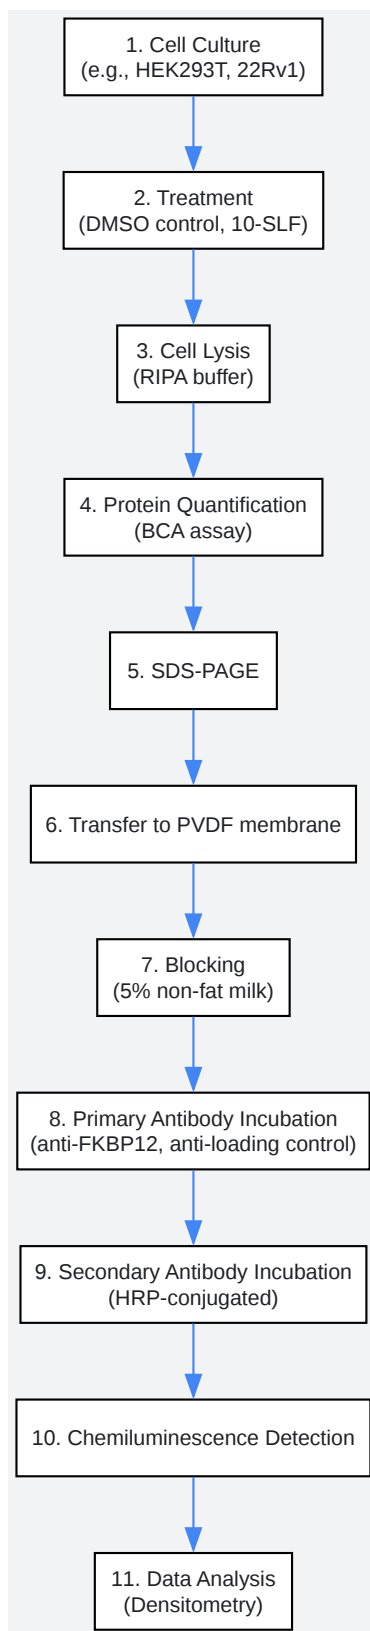 1. Cell Culture
(e.g., HEK293T, 22Rv1)
2. Treatment
(DMSO control, 10-SLF)
3. Cell Lysis
(RIPA buffer)
4. Protein Quantification
(BCA assay)
5. SDS-PAGE
6. Transfer to PVDF membrane
7. Blocking
(5% non-fat milk)
8. Primary Antibody Incubation
(anti-FKBP12, anti-loading control)
9. Secondary Antibody Incubation
(HRP-conjugated)
10. Chemiluminescence Detection
11. Data Analysis
(Densitometry)